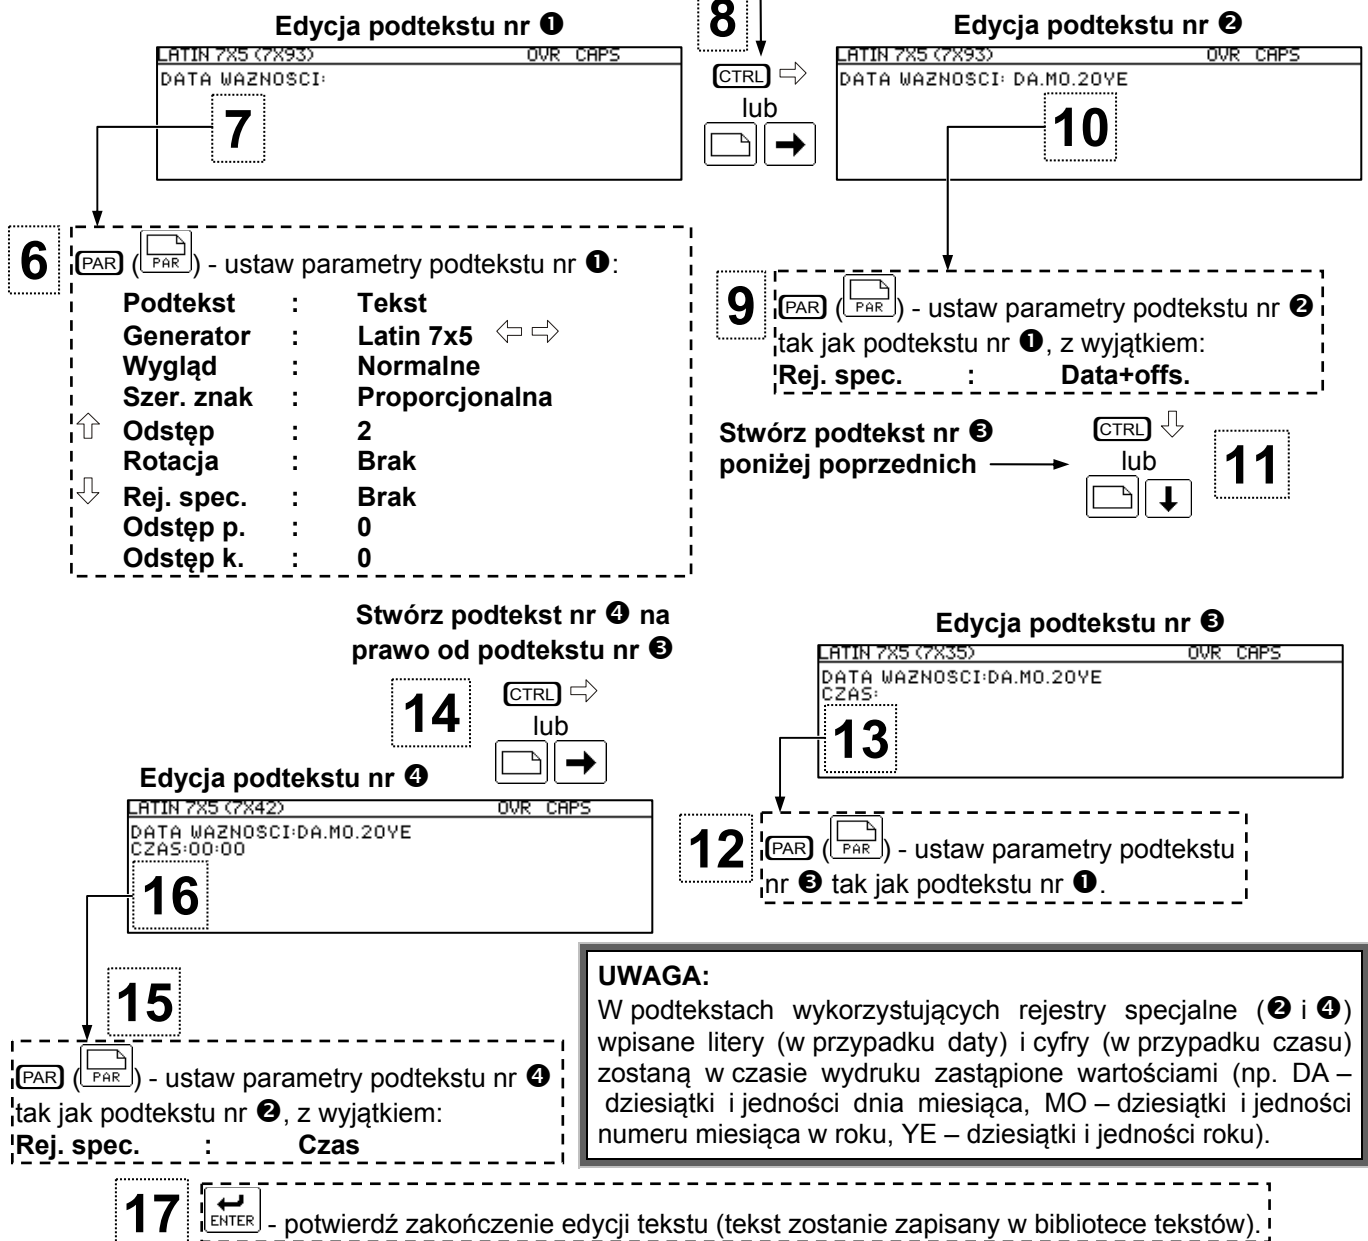 Edycja podtekstu nr ❶
LATIN 7X5 (7X93) OVR CAPS
DATA WAZNOSCI:
7
8
CTRL ⇨
lub
Edycja podtekstu nr ❷
LATIN 7X5 (7X93) OVR CAPS
DATA WAZNOSCI: DA.MO.20YE
10
6
PAR (PAR) - ustaw parametry podtekstu nr ❶:
Podtekst : Tekst
Generator : Latin 7x5 ⇦ ⇨
Wygląd : Normalne
Szer. znak : Proporcjonalna
Odstęp : 2
Rotacja : Brak
Rej. spec. : Brak
Odstęp p. : 0
Odstęp k. : 0
9
PAR (PAR) - ustaw parametry podtekstu nr ❷
tak jak podtekstu nr ❶, z wyjątkiem:
Rej. spec. : Data+offs.
Stwórz podtekst nr ❸
poniżej poprzednich
CTRL ⇩
lub
11
Edycja podtekstu nr ❸
LATIN 7X5 (7X35) OVR CAPS
DATA WAZNOSCI:DA.MO.20YE
CZAS:
13
12
PAR (PAR) - ustaw parametry podtekstu
nr ❸ tak jak podtekstu nr ❶.
Stwórz podtekst nr ❹ na
prawo od podtekstu nr ❸
14
CTRL ⇨
lub
Edycja podtekstu nr ❹
LATIN 7X5 (7X42) OVR CAPS
DATA WAZNOSCI:DA.MO.20YE
CZAS:00:00
16
15
PAR (PAR) - ustaw parametry podtekstu nr ❹
tak jak podtekstu nr ❷, z wyjątkiem:
Rej. spec. : Czas
UWAGA:
W podtekstach wykorzystujących rejestry specjalne (❷ i ❹)
wpisane litery (w przypadku daty) i cyfry (w przypadku czasu)
zostaną w czasie wydruku zastąpione wartościami (np. DA –
dziesiątki i jedności dnia miesiąca, MO – dziesiątki i jedności
numeru miesiąca w roku, YE – dziesiątki i jedności roku).
17
ENTER - potwierdź zakończenie edycji tekstu (tekst zostanie zapisany w bibliotece tekstów).